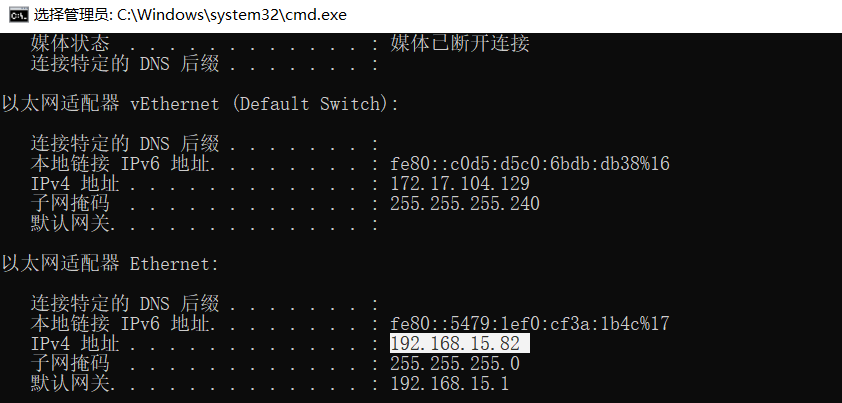 选择管理员: C:\Windows\system32\cmd.exe
媒体状态 . . . . . . . . . . . . : 媒体已断开连接
连接特定的 DNS 后缀 . . . . . . . :
以太网适配器 vEthernet (Default Switch):
连接特定的 DNS 后缀 . . . . . . . :
本地链接 IPv6 地址. . . . . . . . : fe80::c0d5:d5c0:6bdb:db38%16
IPv4 地址 . . . . . . . . . . . . : 172.17.104.129
子网掩码 . . . . . . . . . . . . : 255.255.255.240
默认网关. . . . . . . . . . . . . :
以太网适配器 Ethernet:
连接特定的 DNS 后缀 . . . . . . . :
本地链接 IPv6 地址. . . . . . . . : fe80::5479:1ef0:cf3a:1b4c%17
IPv4 地址 . . . . . . . . . . . . : 192.168.15.82
子网掩码 . . . . . . . . . . . . : 255.255.255.0
默认网关. . . . . . . . . . . . . : 192.168.15.1